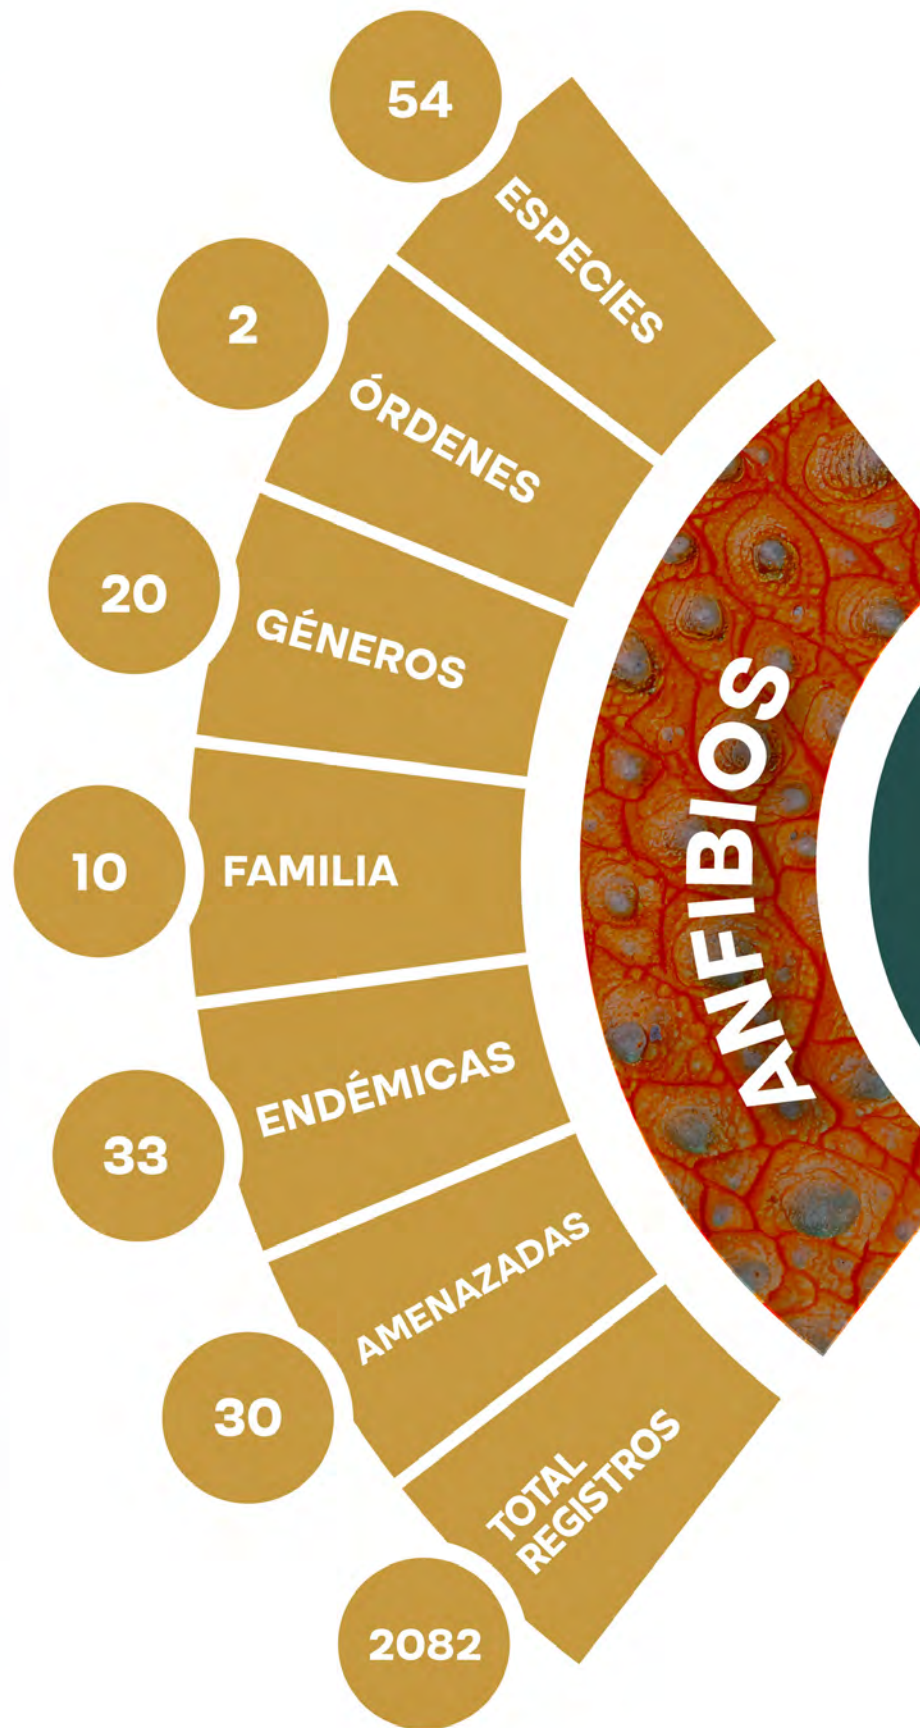 54
ESPECIES
2
ÓRDENES
20
GÉNEROS
10
FAMILIA
33
ENDÉMICAS
30
AMENAZADAS
TOTAL
REGISTROS
2082
ANFIBIOS